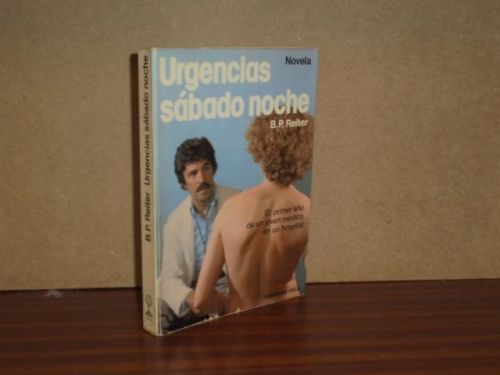 Novela
Urgencias
sábado noche
B.P. Reiter
El primer año
de un joven médico
en un hospital
B.P. Reiter Urgencias sábado noche